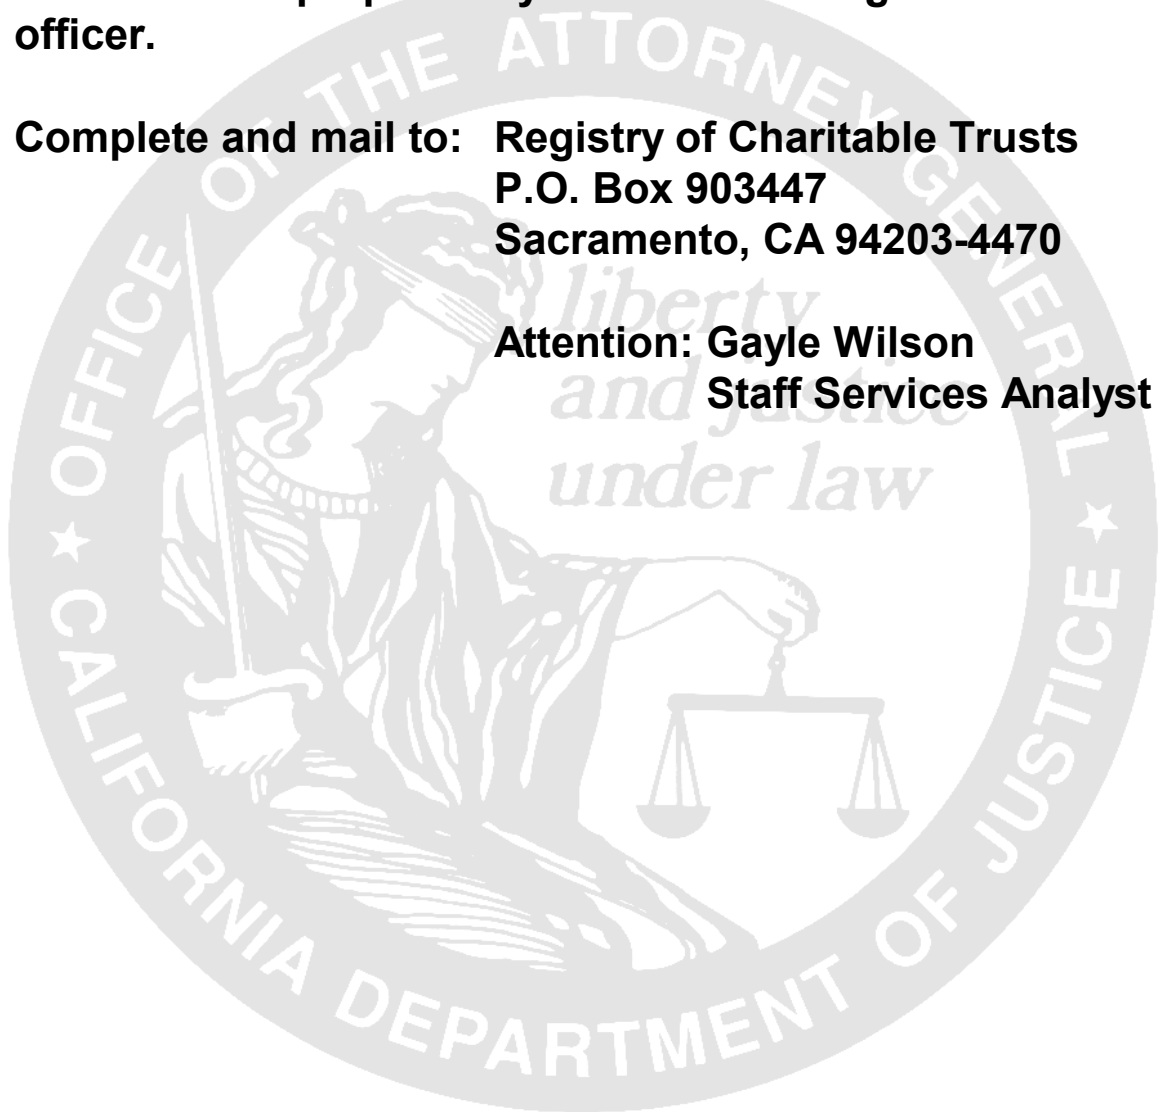 officer.
Complete and mail to: Registry of Charitable Trusts
P.O. Box 903447
Sacramento, CA 94203-4470
Attention: Gayle Wilson
Staff Services Analyst
OFFICE OF THE ATTORNEY GENERAL
liberty
and justice
under law
★ CALIFORNIA DEPARTMENT OF JUSTICE ★